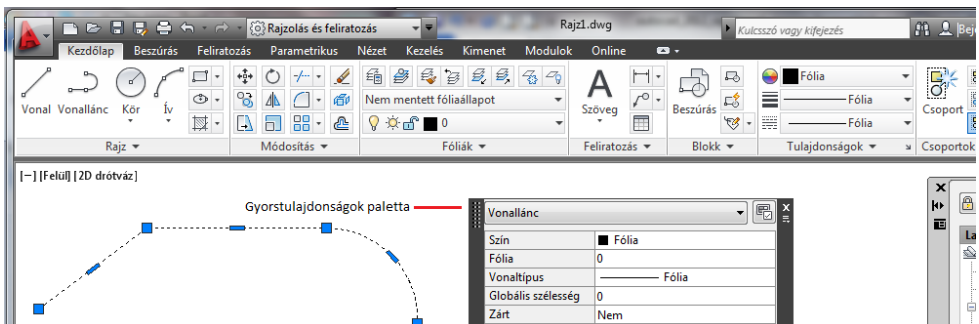 Rajzolás és feliratozás
Rajz1.dwg
Kulcsszó vagy kifejezés
Beje
Kezdőlap Beszúrás Feliratozás Parametrikus Nézet Kezelés Kimenet Modulok Online
Vonal Vonallánc Kör Ív
Nem mentett fóliaállapot
0
Szöveg
Beszúrás
Fólia
Fólia
Fólia
Csoport
Rajz Módosítás Fóliák Feliratozás Blokk Tulajdonságok Csoportok
[−] [Felül] [2D drótváz]
Gyorstulajdonságok paletta
Vonallánc
Szín Fólia
Fólia 0
Vonaltípus Fólia
Globális szélesség 0
Zárt Nem
La